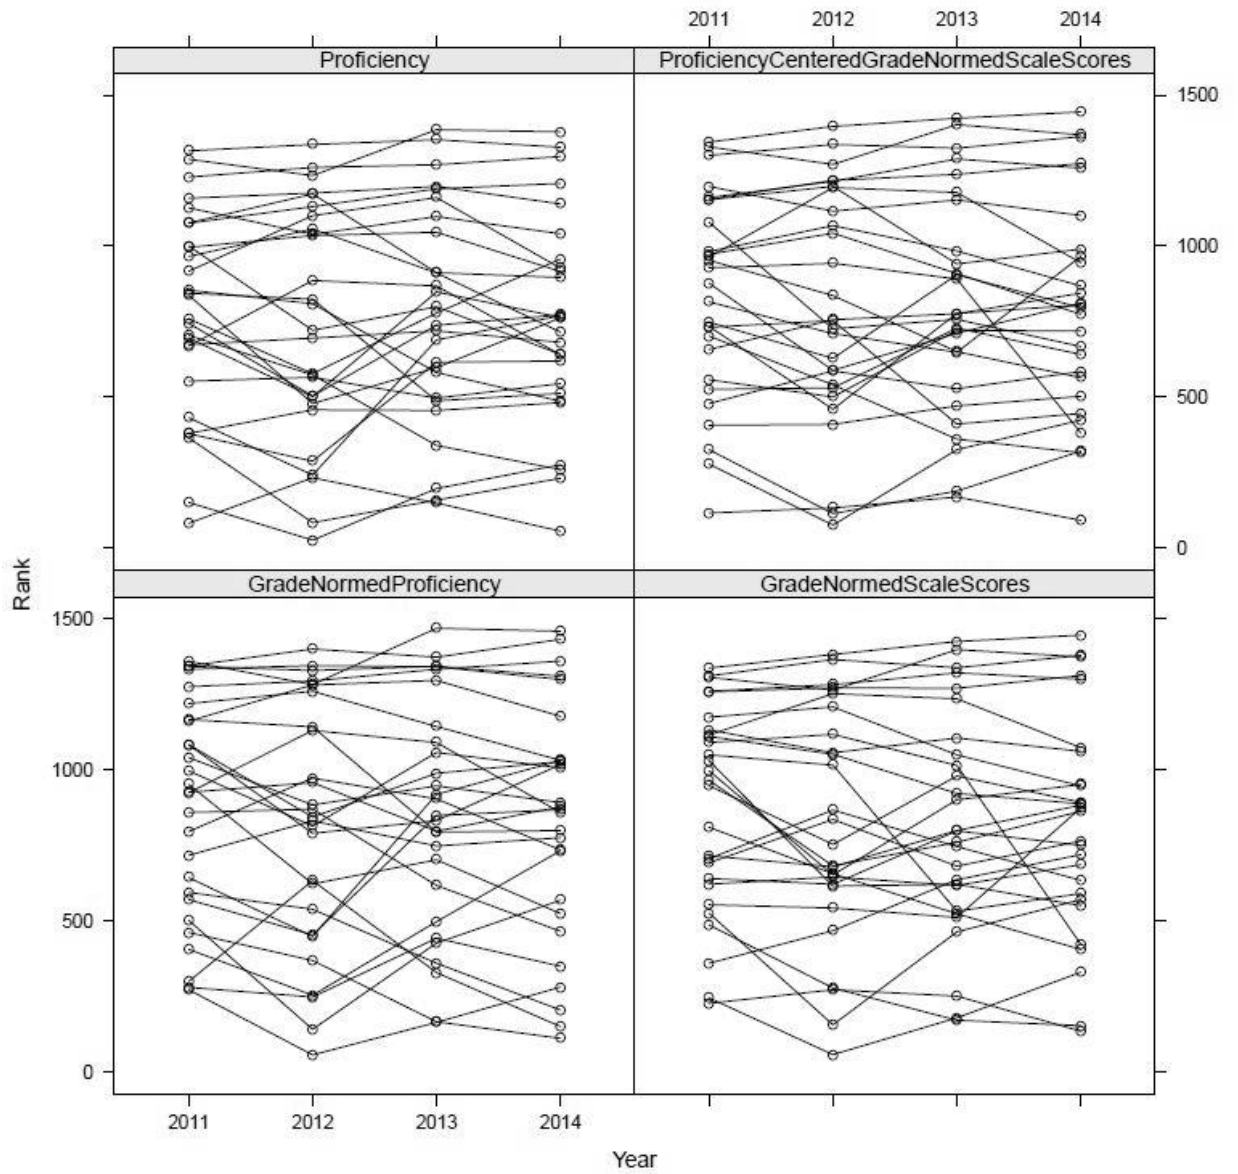 2011 2012 2013 2014
Proficiency ProficiencyCenteredGradeNormedScaleScores
1500
1000
500
0
Rank
GradeNormedProficiency GradeNormedScaleScores
1500
1000
500
0
2011 2012 2013 2014
Year